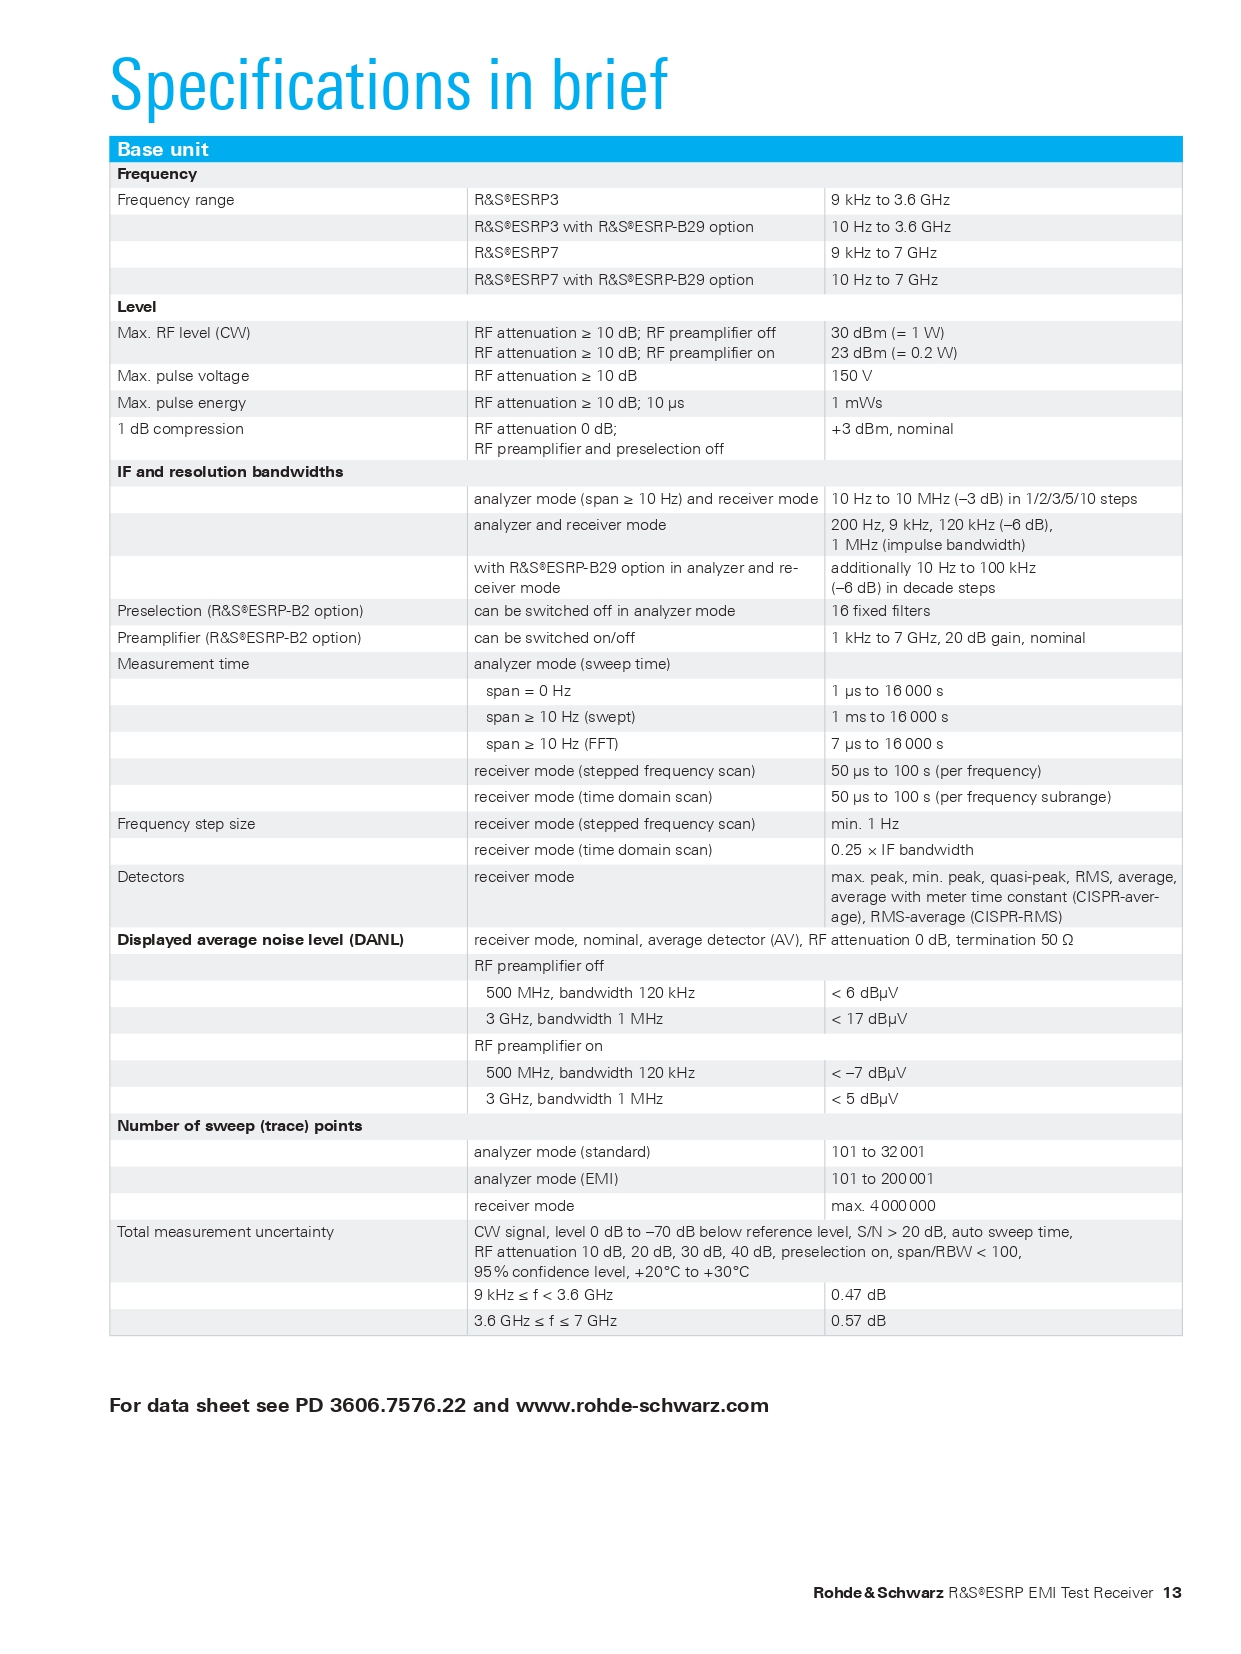 Specifications in brief
Base unit
Frequency
Frequency range R&S®ESRP3 9 kHz to 3.6 GHz
R&S®ESRP3 with R&S®ESRP-B29 option 10 Hz to 3.6 GHz
R&S®ESRP7 9 kHz to 7 GHz
R&S®ESRP7 with R&S®ESRP-B29 option 10 Hz to 7 GHz
Level
Max. RF level (CW) RF attenuation ≥ 10 dB; RF preamplifier off 30 dBm (= 1 W)
RF attenuation ≥ 10 dB; RF preamplifier on 23 dBm (= 0.2 W)
Max. pulse voltage RF attenuation ≥ 10 dB 150 V
Max. pulse energy RF attenuation ≥ 10 dB; 10 µs 1 mWs
1 dB compression RF attenuation 0 dB; +3 dBm, nominal
RF preamplifier and preselection off
IF and resolution bandwidths
analyzer mode (span ≥ 10 Hz) and receiver mode 10 Hz to 10 MHz (–3 dB) in 1/2/3/5/10 steps
analyzer and receiver mode 200 Hz, 9 kHz, 120 kHz (–6 dB),
1 MHz (impulse bandwidth)
with R&S®ESRP-B29 option in analyzer and re- additionally 10 Hz to 100 kHz
ceiver mode (–6 dB) in decade steps
Preselection (R&S®ESRP-B2 option) can be switched off in analyzer mode 16 fixed filters
Preamplifier (R&S®ESRP-B2 option) can be switched on/off 1 kHz to 7 GHz, 20 dB gain, nominal
Measurement time analyzer mode (sweep time)
span = 0 Hz 1 µs to 16 000 s
span ≥ 10 Hz (swept) 1 ms to 16 000 s
span ≥ 10 Hz (FFT) 7 µs to 16 000 s
receiver mode (stepped frequency scan) 50 µs to 100 s (per frequency)
receiver mode (time domain scan) 50 µs to 100 s (per frequency subrange)
Frequency step size receiver mode (stepped frequency scan) min. 1 Hz
receiver mode (time domain scan) 0.25 × IF bandwidth
Detectors receiver mode max. peak, min. peak, quasi-peak, RMS, average,
average with meter time constant (CISPR-aver-
age), RMS-average (CISPR-RMS)
Displayed average noise level (DANL) receiver mode, nominal, average detector (AV), RF attenuation 0 dB, termination 50 Ω
RF preamplifier off
500 MHz, bandwidth 120 kHz < 6 dBµV
3 GHz, bandwidth 1 MHz < 17 dBµV
RF preamplifier on
500 MHz, bandwidth 120 kHz < –7 dBµV
3 GHz, bandwidth 1 MHz < 5 dBµV
Number of sweep (trace) points
analyzer mode (standard) 101 to 32 001
analyzer mode (EMI) 101 to 200 001
receiver mode max. 4 000 000
Total measurement uncertainty CW signal, level 0 dB to –70 dB below reference level, S/N > 20 dB, auto sweep time,
RF attenuation 10 dB, 20 dB, 30 dB, 40 dB, preselection on, span/RBW < 100,
95 % confidence level, +20°C to +30°C
9 kHz ≤ f < 3.6 GHz 0.47 dB
3.6 GHz ≤ f ≤ 7 GHz 0.57 dB
For data sheet see PD 3606.7576.22 and www.rohde-schwarz.com
Rohde & Schwarz R&S®ESRP EMI Test Receiver 13